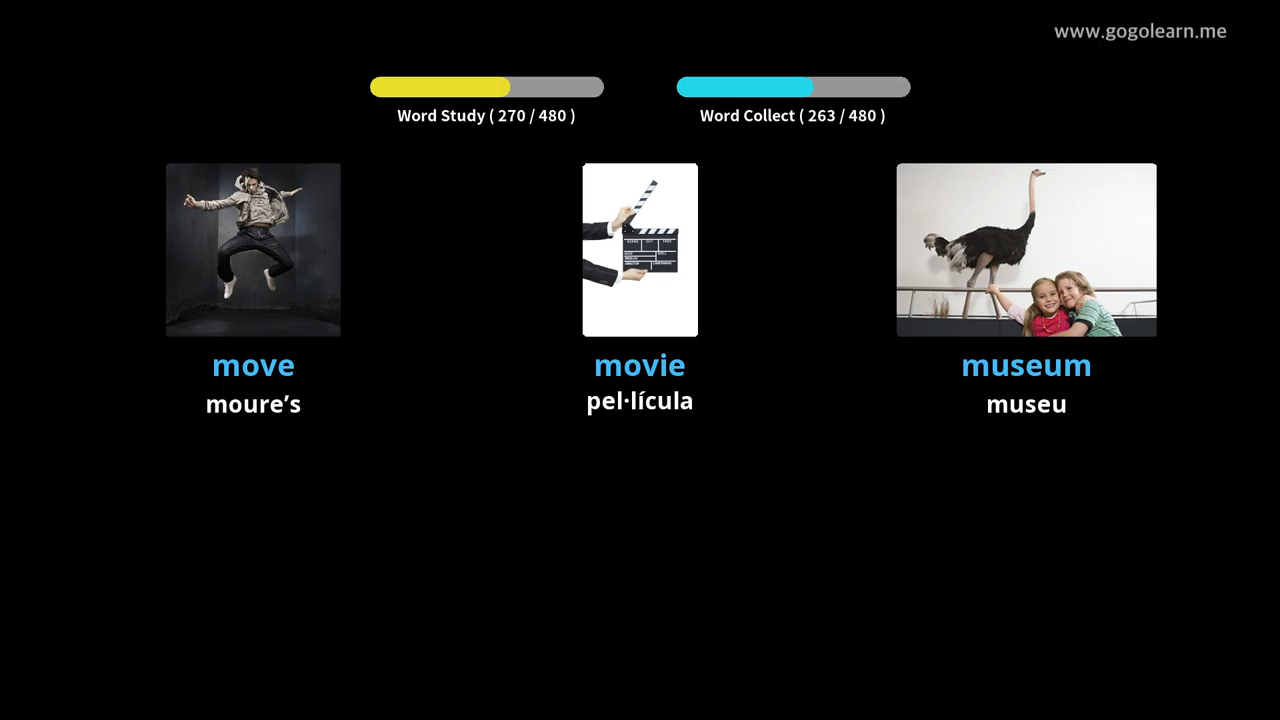 www.gogolearn.me
Word Study ( 270 / 480 )
Word Collect ( 263 / 480 )
move
movie
museum
moure’s
pel·lícula
museu